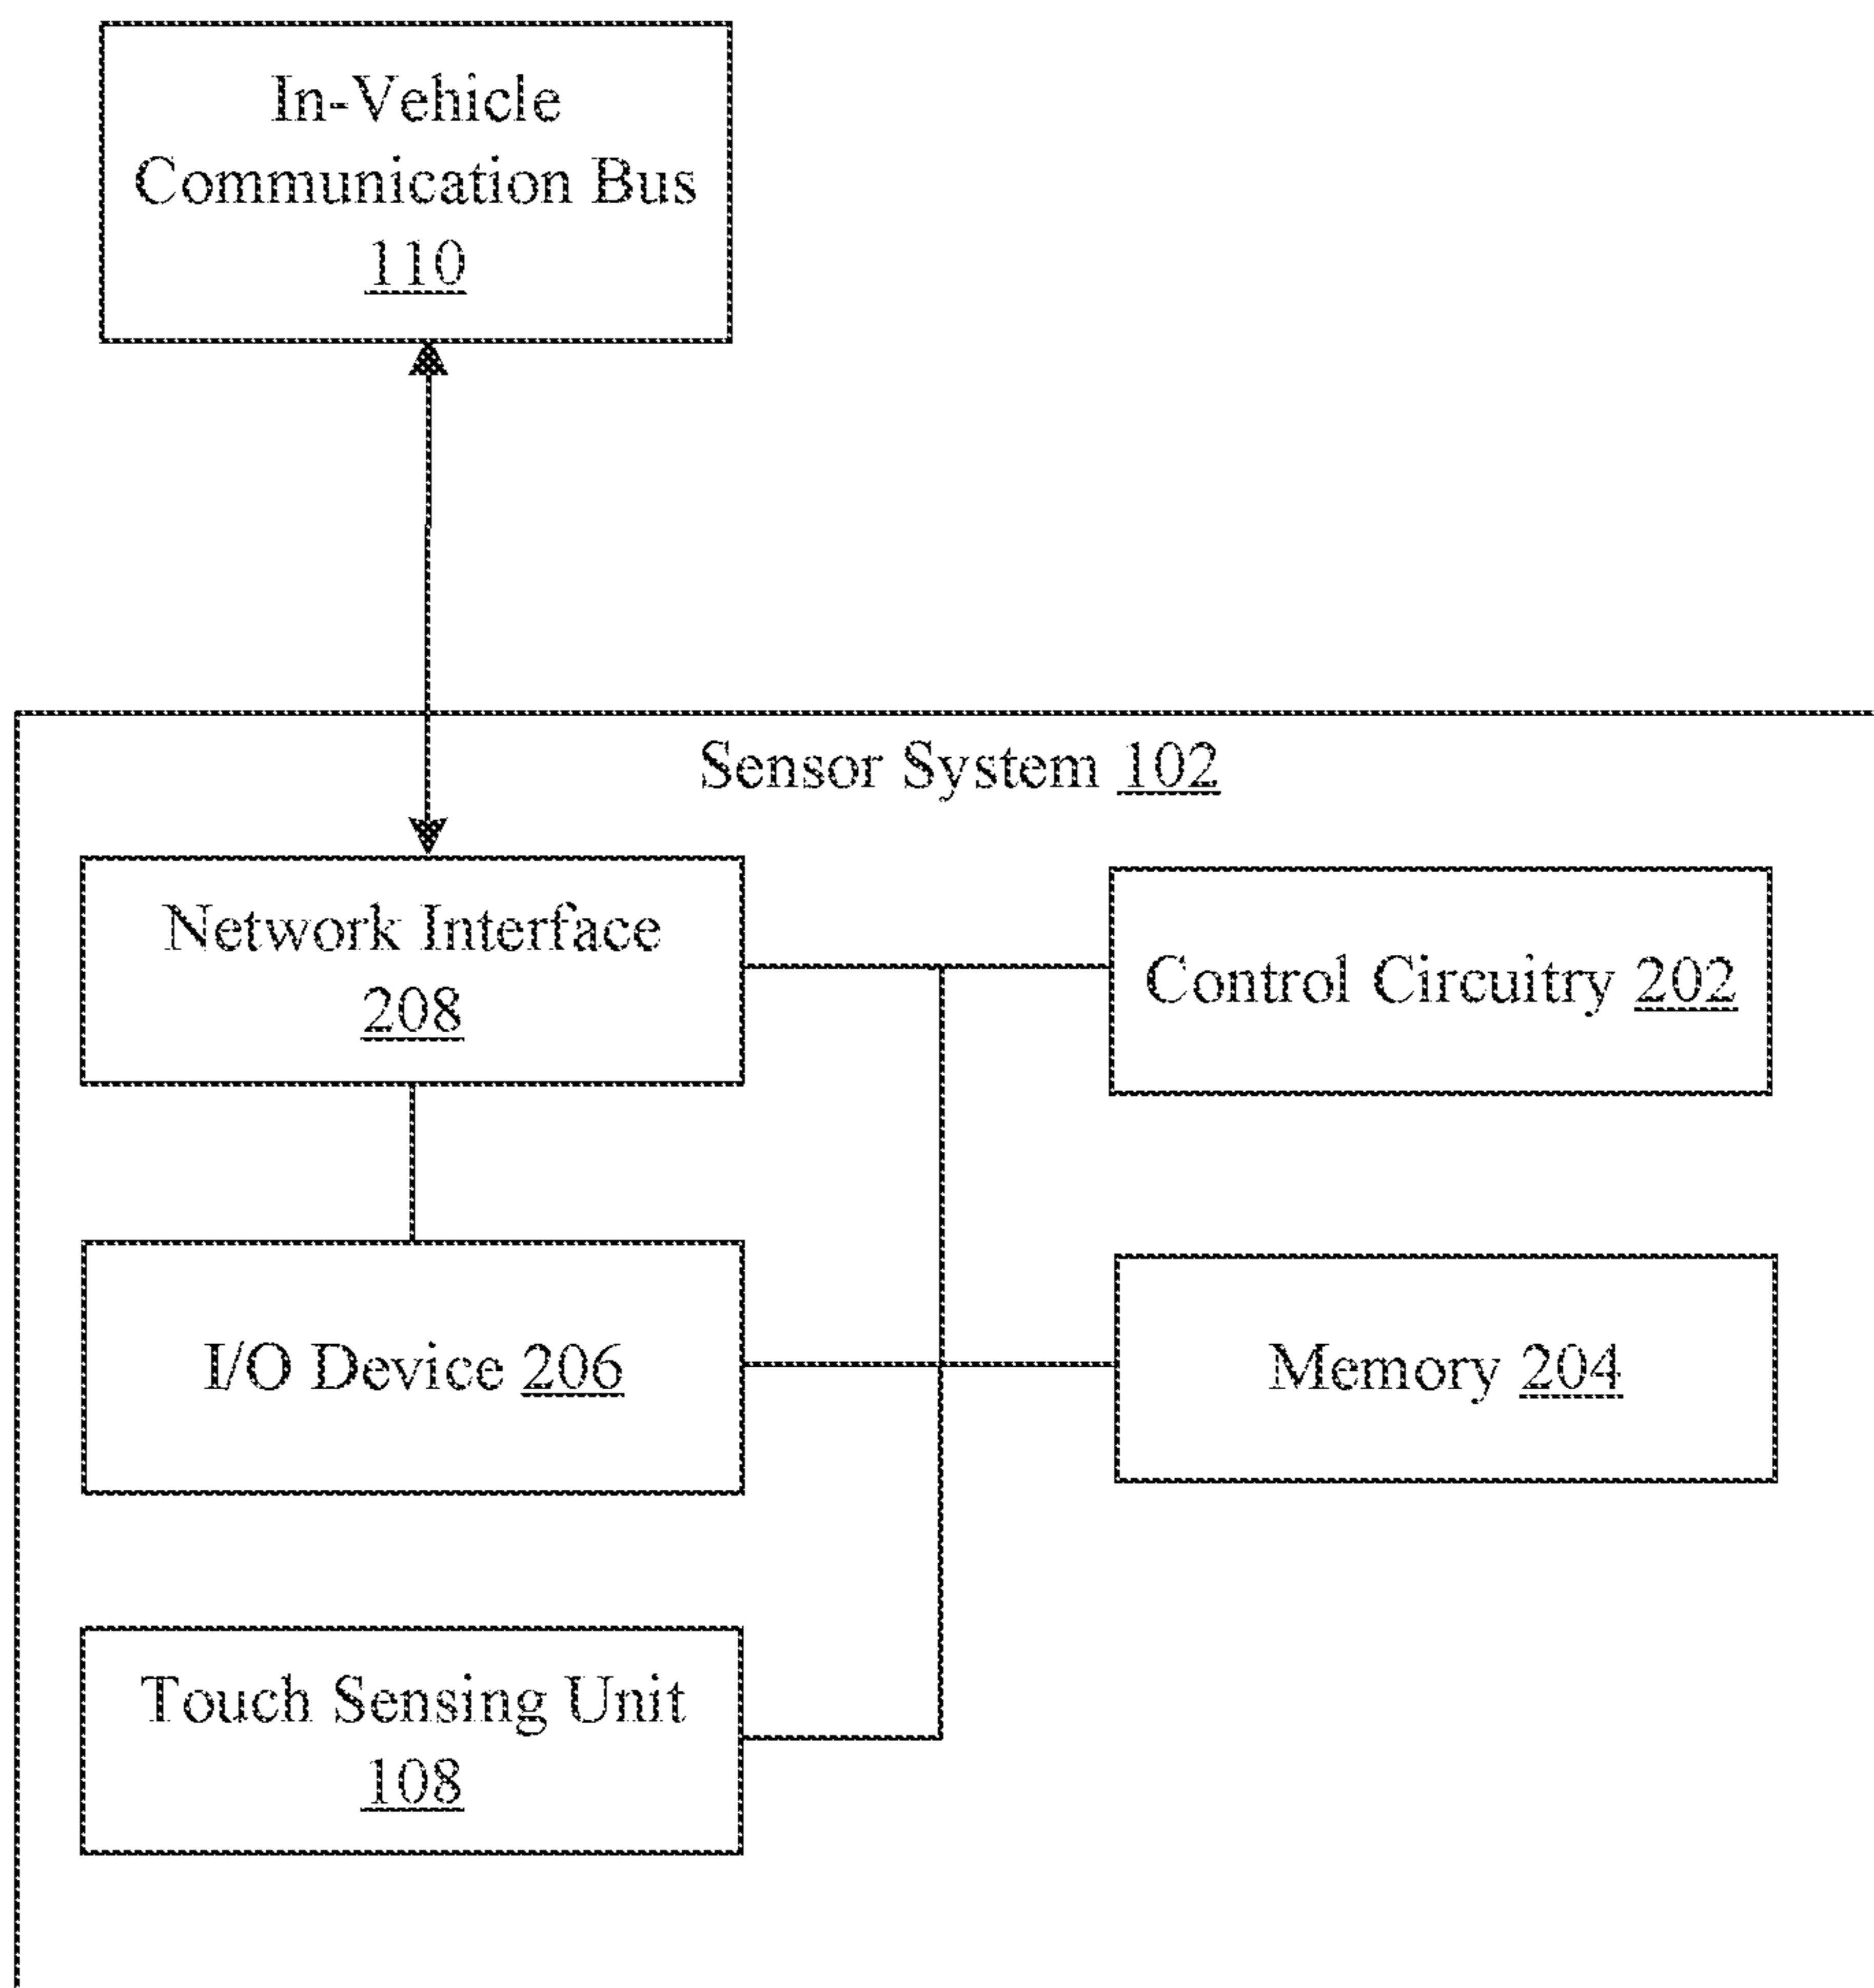 In-Vehicle
Communication Bus
110
Sensor System 102
Network Interface
208
Control Circuitry 202
I/O Device 206
Memory 204
Touch Sensing Unit
108